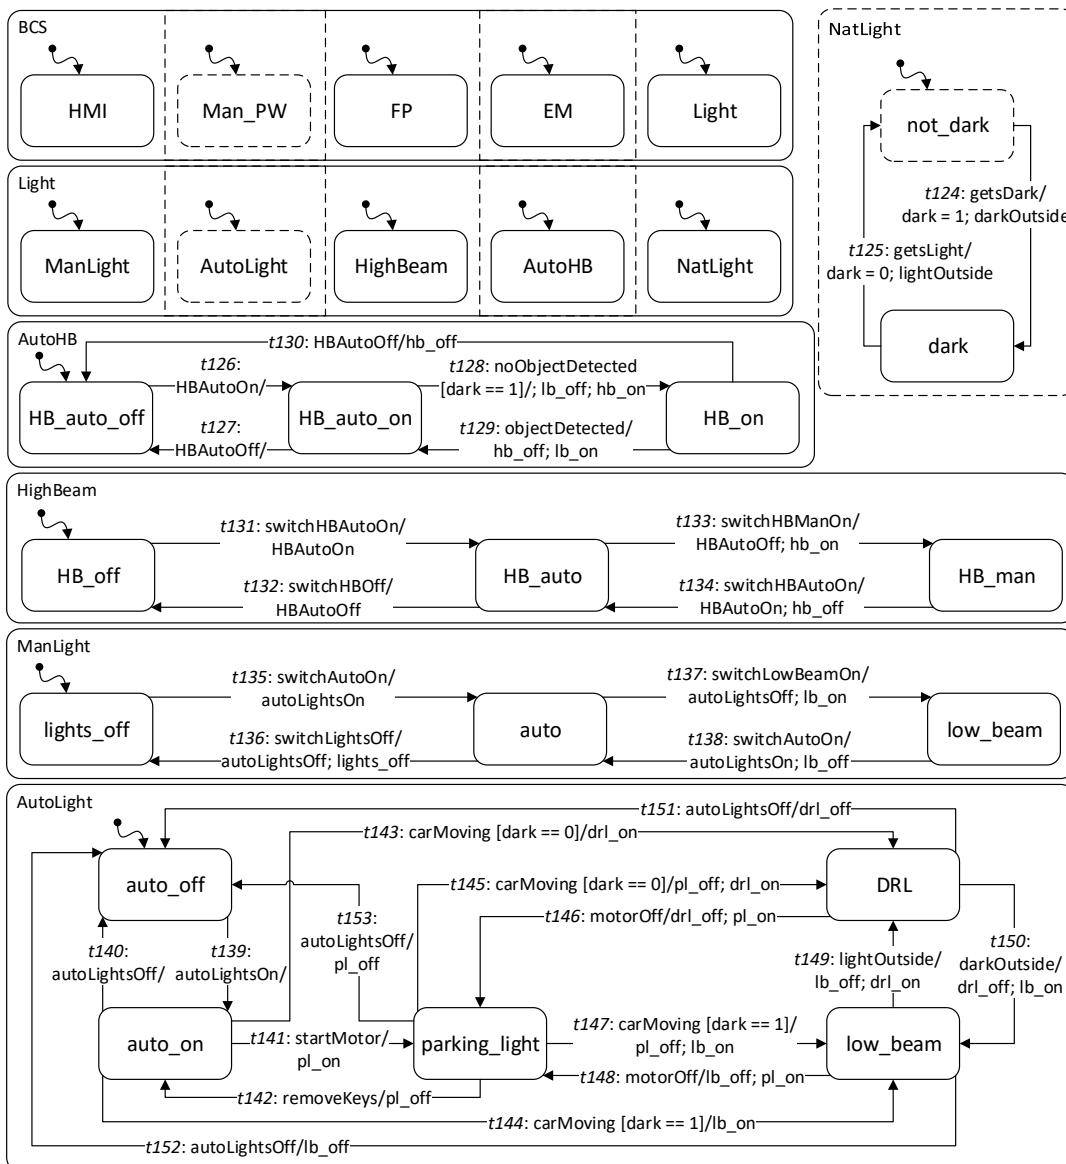 BCS
HMI
Man_PW
FP
EM
Light
Light
ManLight
AutoLight
HighBeam
AutoHB
NatLight
NatLight
not_dark
t124: getsDark/
dark = 1; darkOutside
t125: getsLight/
dark = 0; lightOutside
dark
AutoHB
t130: HBAutoOff/hb_off
t126:
HBAutoOn/
t128: noObjectDetected
[dark == 1]/; lb_off; hb_on
HB_auto_off
HB_auto_on
HB_on
t127:
HBAutoOff/
t129: objectDetected/
hb_off; lb_on
HighBeam
t131: switchHBAutoOn/
HBAutoOn
t133: switchHBManOn/
HBAutoOff; hb_on
HB_off
HB_auto
HB_man
t132: switchHBOff/
HBAutoOff
t134: switchHBAutoOn/
HBAutoOn; hb_off
ManLight
t135: switchAutoOn/
autoLightsOn
t137: switchLowBeamOn/
autoLightsOff; lb_on
lights_off
auto
low_beam
t136: switchLightsOff/
autoLightsOff; lights_off
t138: switchAutoOn/
autoLightsOn; lb_off
AutoLight
t151: autoLightsOff/drl_off
t143: carMoving [dark == 0]/drl_on
auto_off
t145: carMoving [dark == 0]/pl_off; drl_on
DRL
t146: motorOff/drl_off; pl_on
t153:
autoLightsOff/
pl_off
t140:
autoLightsOff/
t139:
autoLightsOn/
t149: lightOutside/
lb_off; drl_on
t150:
darkOutside/
drl_off; lb_on
auto_on
t141: startMotor/
pl_on
parking_light
t147: carMoving [dark == 1]/
pl_off; lb_on
low_beam
t148: motorOff/lb_off; pl_on
t142: removeKeys/pl_off
t144: carMoving [dark == 1]/lb_on
t152: autoLightsOff/lb_off